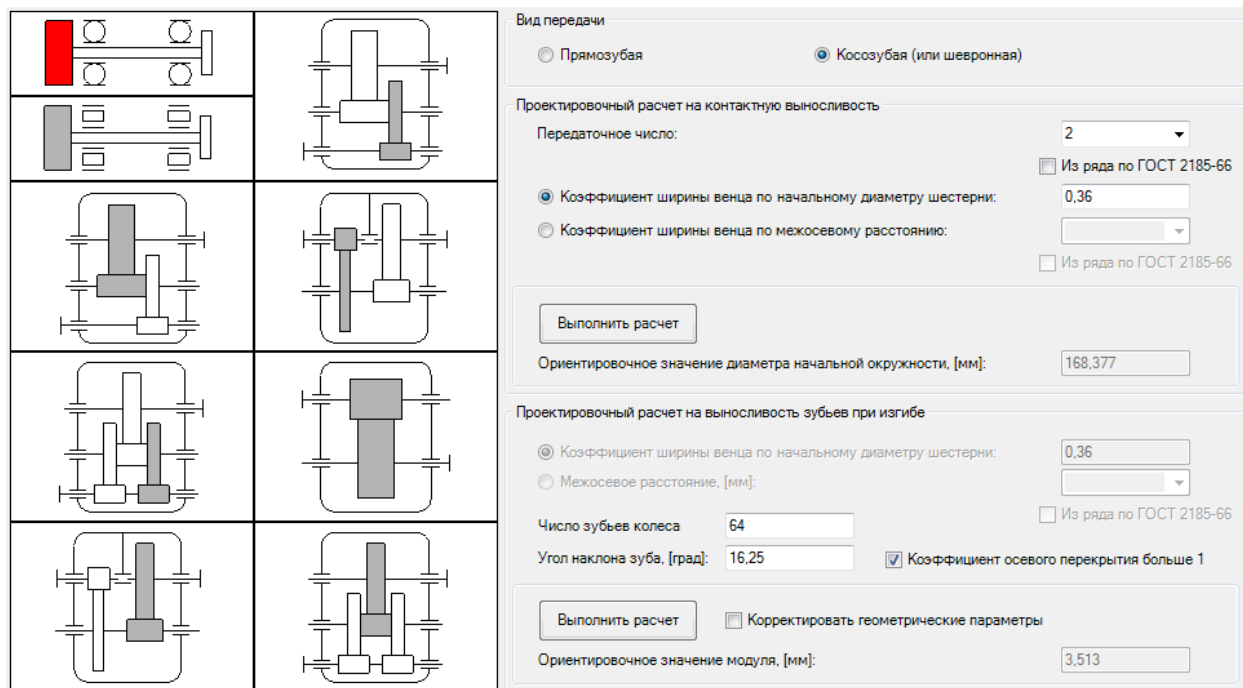 Вид передачи
Прямозубая
Косозубая (или шевронная)
Проектировочный расчет на контактную выносливость
Передаточное число:
2
Из ряда по ГОСТ 2185-66
Коэффициент ширины венца по начальному диаметру шестерни:
0,36
Коэффициент ширины венца по межосевому расстоянию:
Из ряда по ГОСТ 2185-66
Выполнить расчет
Ориентировочное значение диаметра начальной окружности, [мм]:
168,377
Проектировочный расчет на выносливость зубьев при изгибе
Коэффициент ширины венца по начальному диаметру шестерни:
0,36
Межосевое расстояние, [мм]:
Из ряда по ГОСТ 2185-66
Число зубьев колеса
64
Угол наклона зуба, [град]:
16,25
Коэффициент осевого перекрытия больше 1
Выполнить расчет
Корректировать геометрические параметры
Ориентировочное значение модуля, [мм]:
3,513